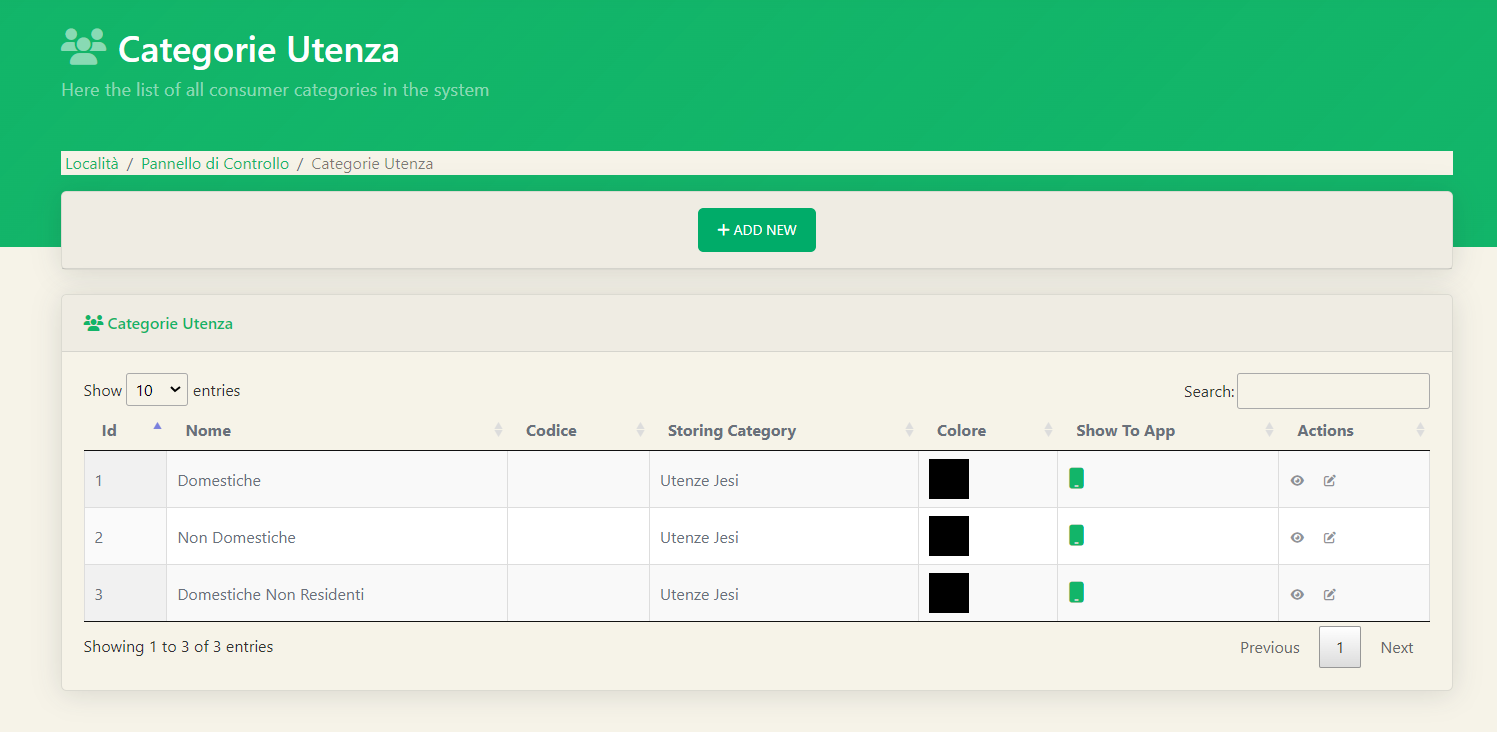 Categorie Utenza
Here the list of all consumer categories in the system
Località / Pannello di Controllo / Categorie Utenza
ADD NEW
Categorie Utenza
Show 10 entries Search:
Id Nome Codice Storing Category Colore Show To App Actions
1 Domestiche Utenze Jesi
2 Non Domestiche Utenze Jesi
3 Domestiche Non Residenti Utenze Jesi
Showing 1 to 3 of 3 entries Previous 1 Next